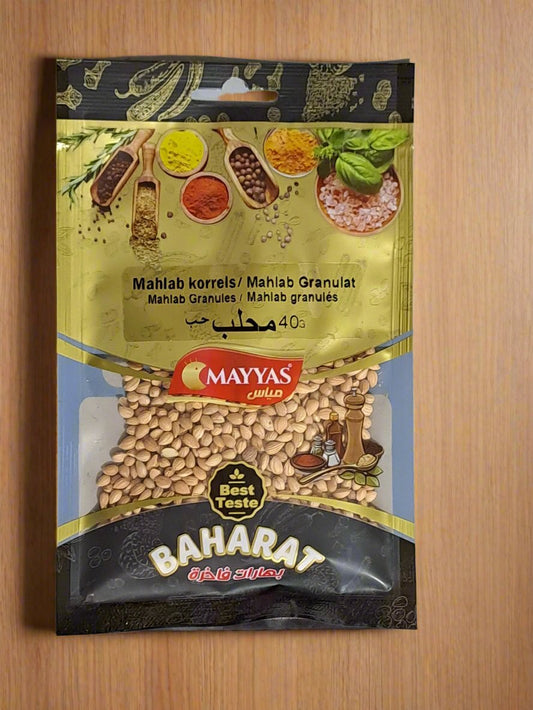 Mahlab korrels/ Mahlab Granulat
Mahlab Granules / Mahlab granulés
محلب حب 40G
MAYYAS®
مياس
Best
Teste
BAHARAT
بهارات فاخرة